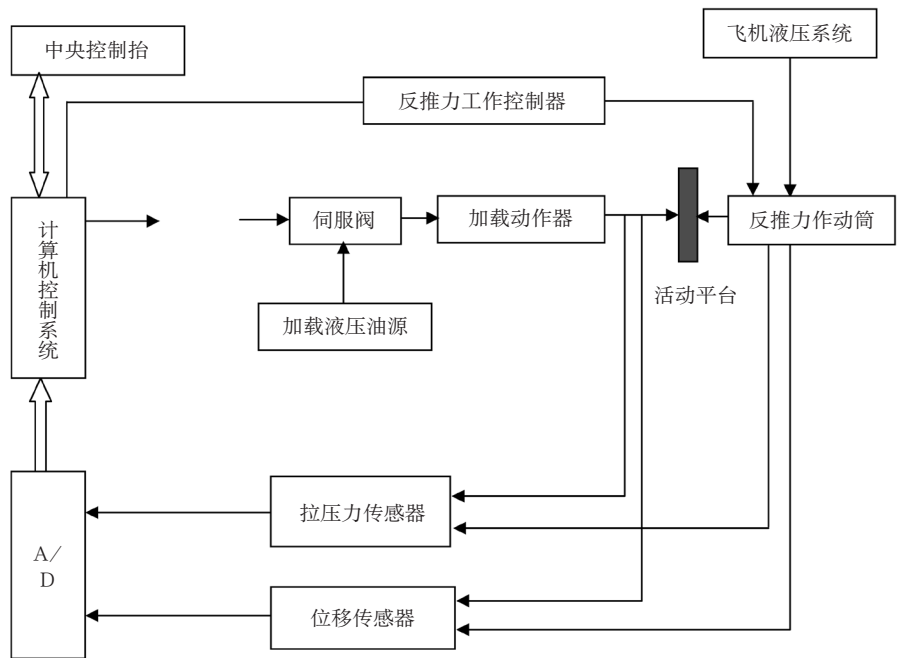 中央控制抬
飞机液压系统
反推力工作控制器
计算机控制系统
伺服阀
加载动作器
反推力作动筒
活动平台
加载液压油源
拉压力传感器
A/
D
位移传感器